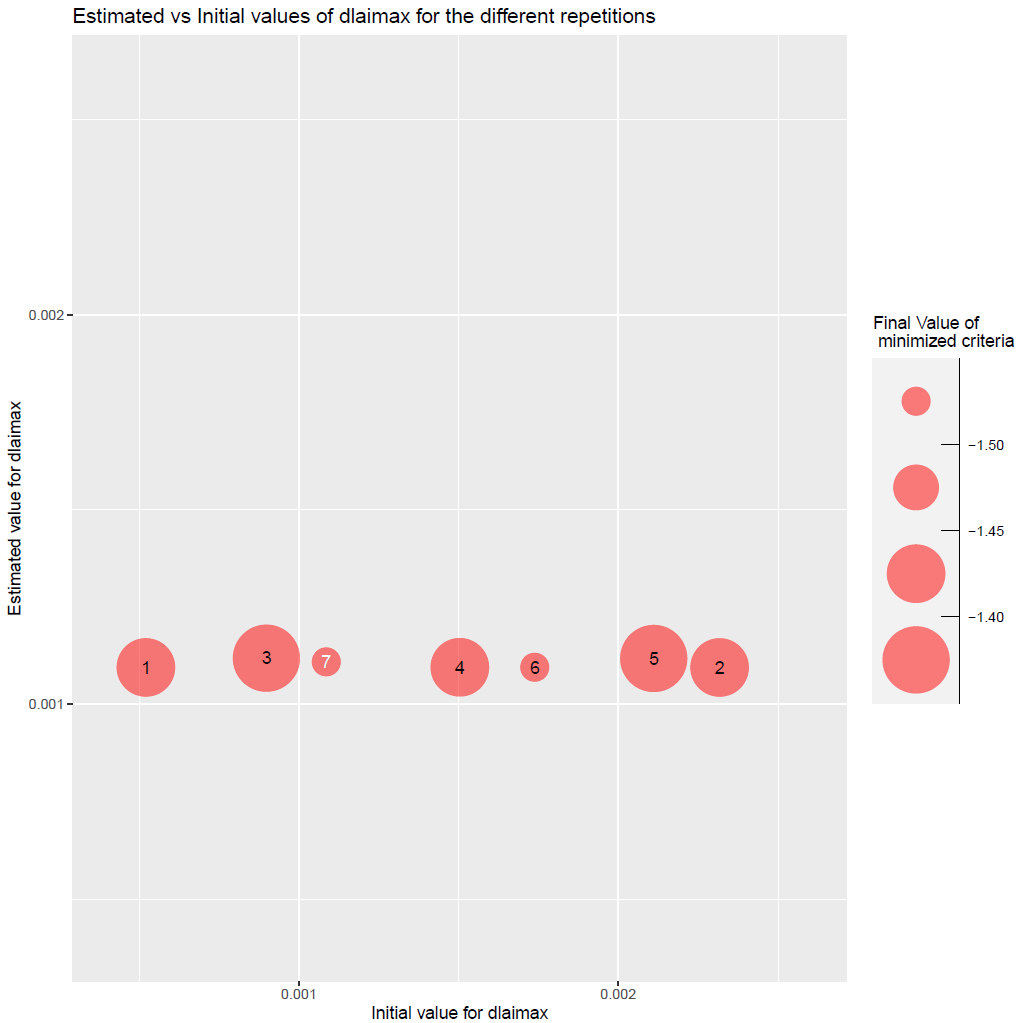 Estimated vs Initial values of dlaimax for the different repetitions
Estimated value for dlaimax
0.002
0.001
1
3
7
4
6
5
2
0.001
0.002
Initial value for dlaimax
Final Value of
minimized criteria
−1.50
−1.45
−1.40